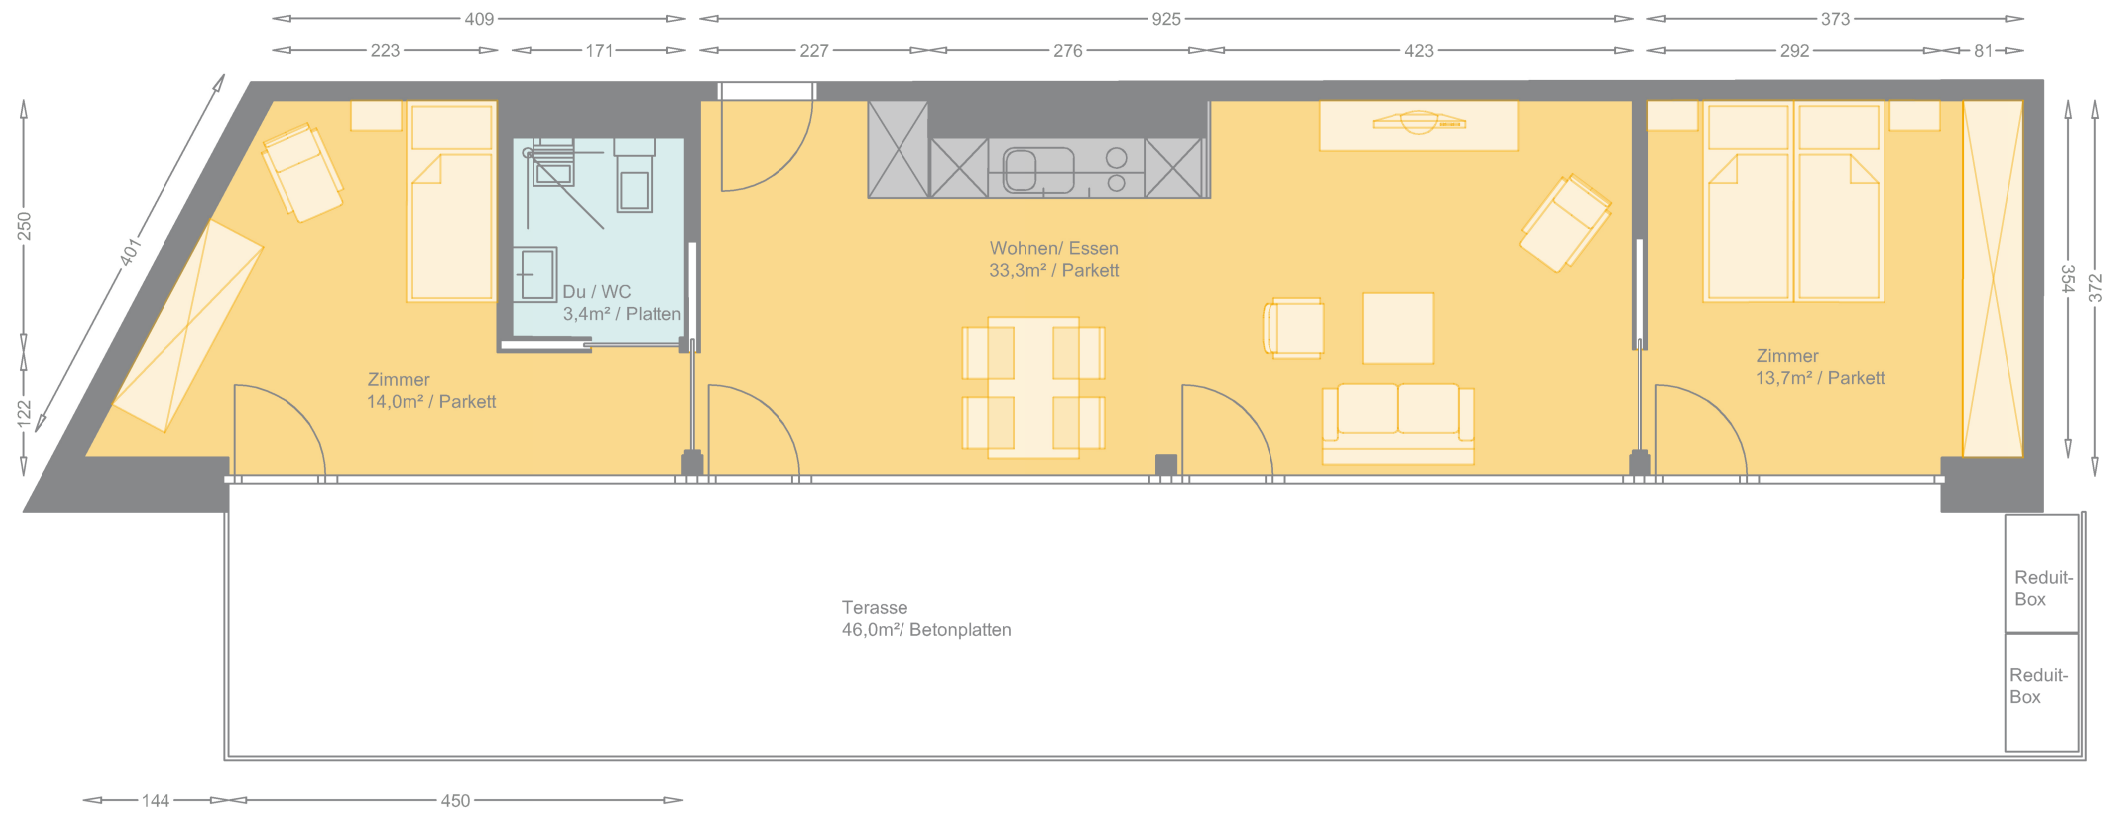 409
925
373
223
171
227
276
423
292
81
401
250
122
354
273
Wohnen/ Essen
33,3m² / Parkett
Du / WC
3,4m² / Platten
Zimmer
14,0m² / Parkett
Zimmer
13,7m² / Parkett
Terasse
46,0m²/ Betonplatten
Reduit-
Box
Reduit-
Box
144
450